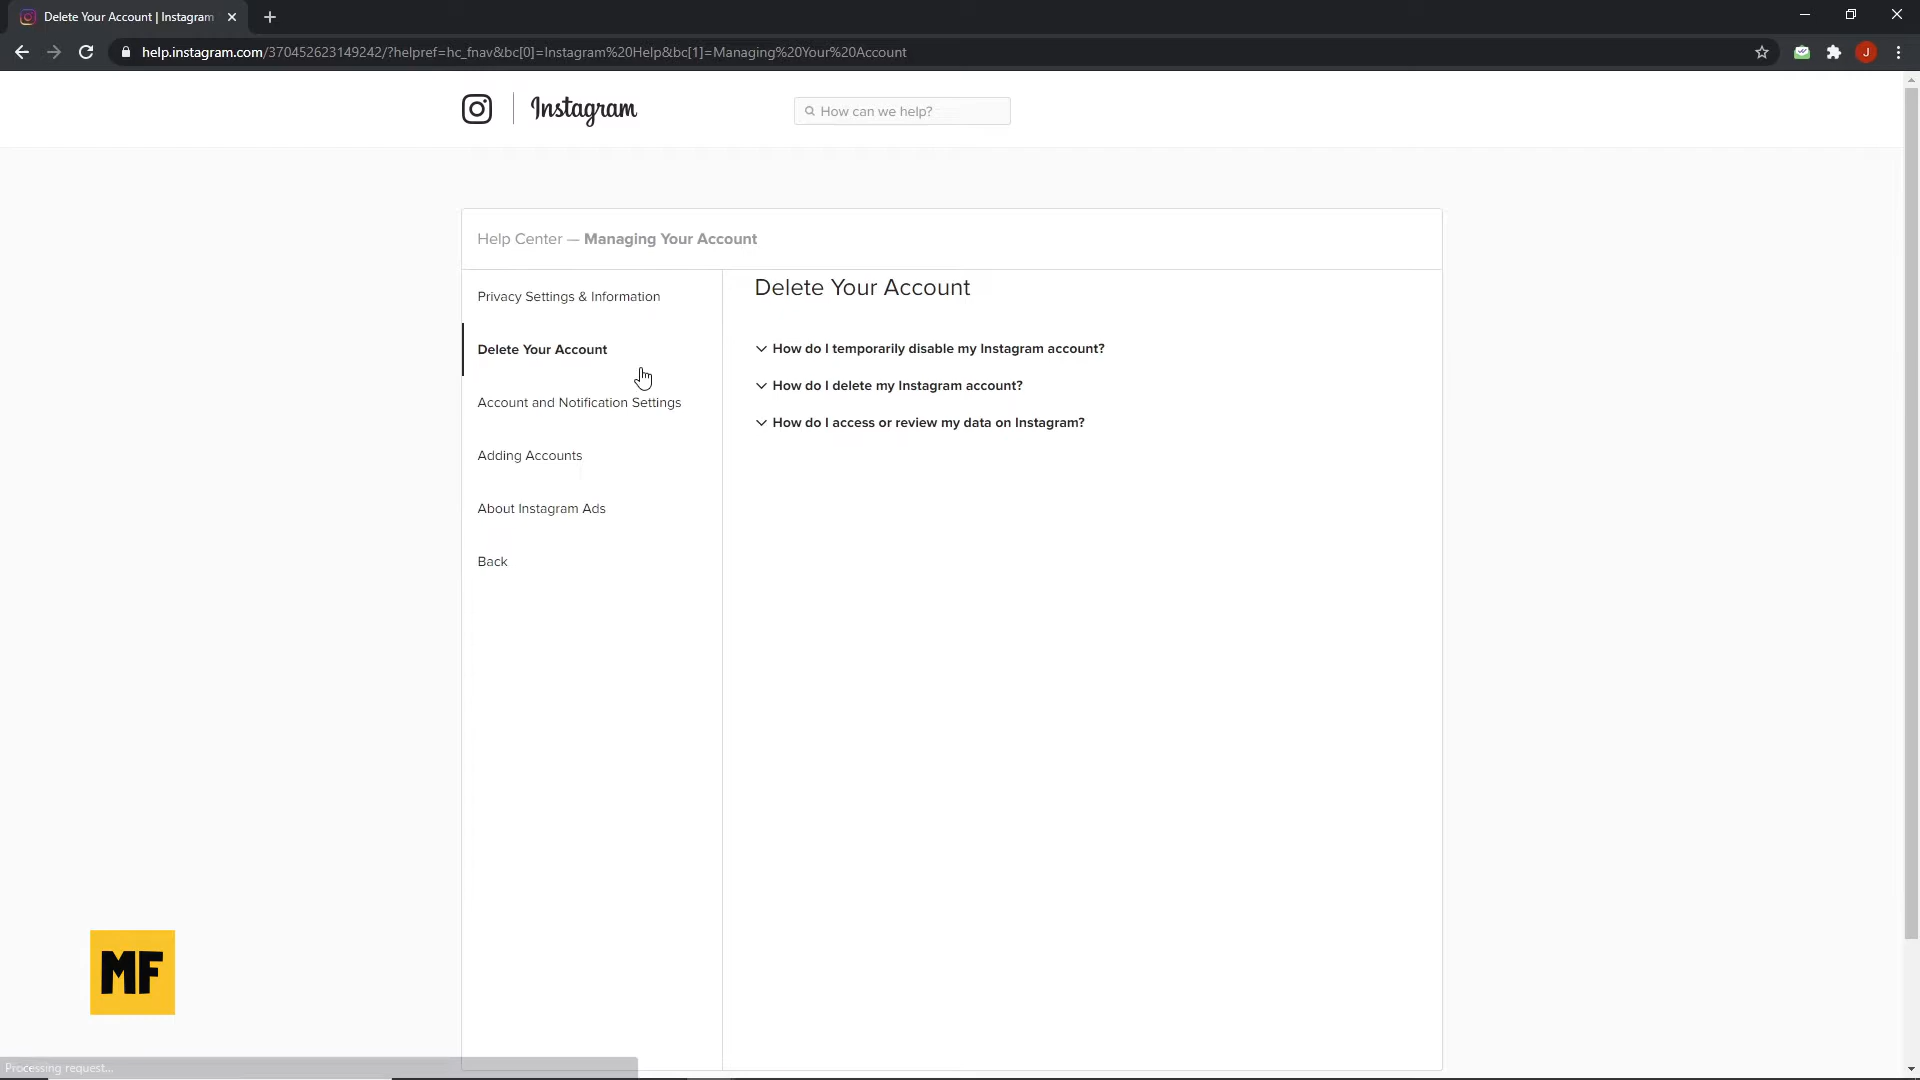 Delete Your Account | Instagram
help.instagram.com/370452623149242/?helpref=hc_fnav&bc[0]=Instagram%20Help&bc[1]=Managing%20Your%20Account
J
Instagram
How can we help?
Help Center — Managing Your Account
Privacy Settings & Information
Delete Your Account
Account and Notification Settings
Adding Accounts
About Instagram Ads
Back
Delete Your Account
How do I temporarily disable my Instagram account?
How do I delete my Instagram account?
How do I access or review my data on Instagram?
MF
Processing request...